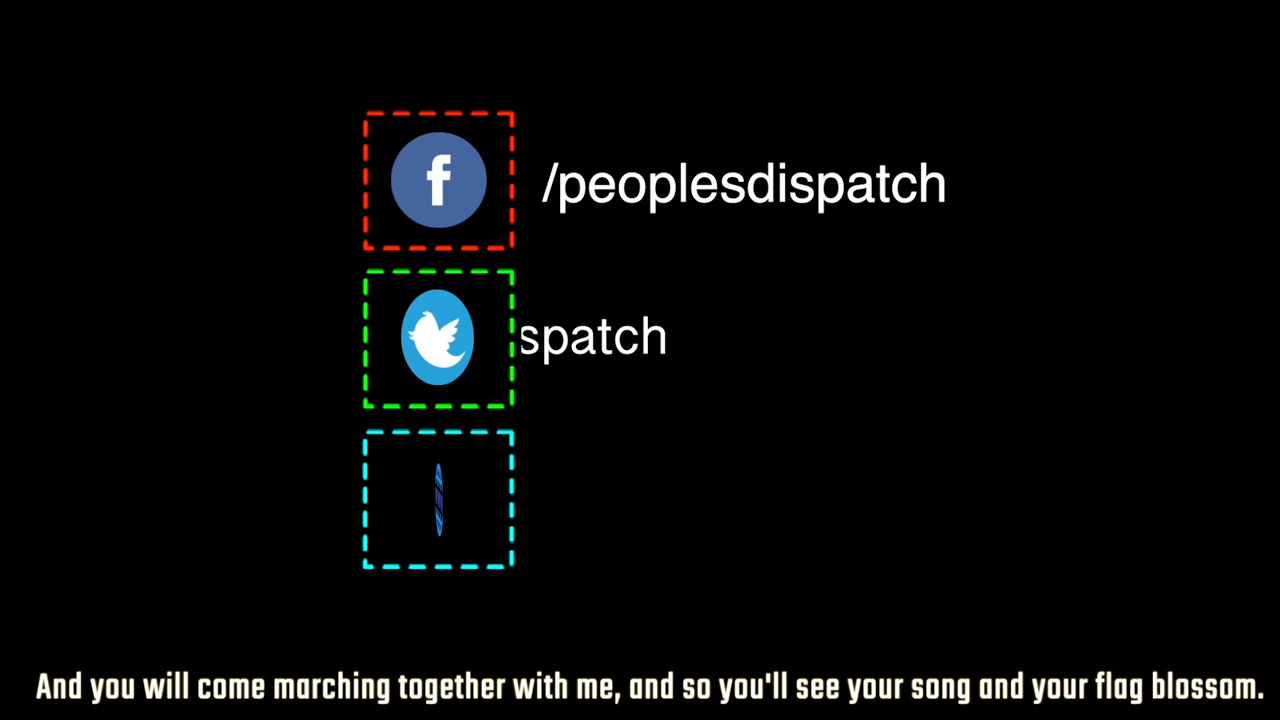 f /peoplesdispatch
spatch
And you will come marching together with me, and so you'll see your song and your flag blossom.